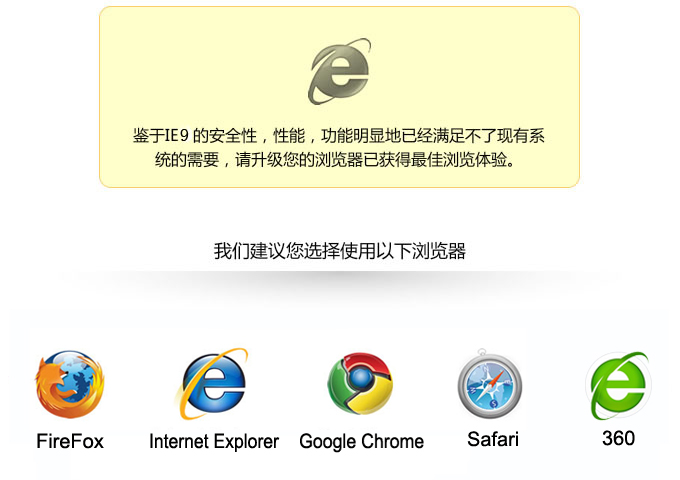 鉴于IE9 的安全性，性能，功能明显地已经满足不了现有系
统的需要，请升级您的浏览器已获得最佳浏览体验。
我们建议您选择使用以下浏览器
FireFox Internet Explorer Google Chrome Safari 360